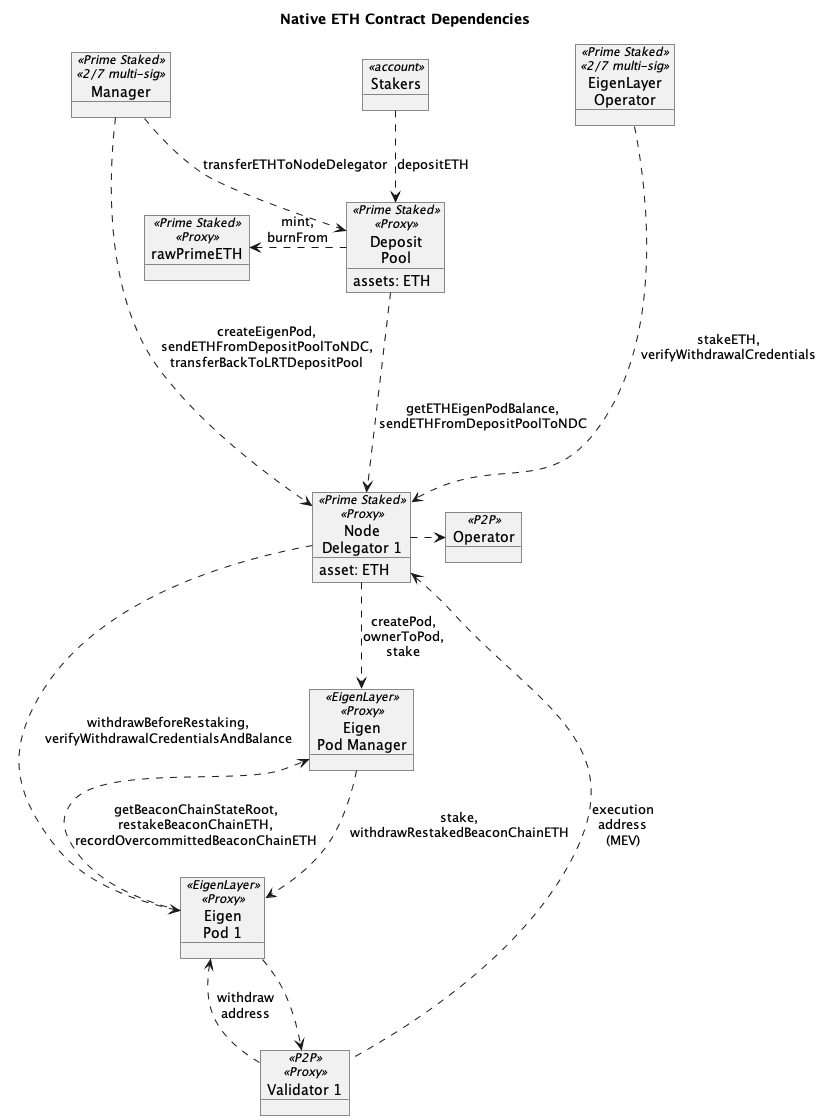 Native ETH Contract Dependencies
«Prime Staked»
«2/7 multi-sig»
Manager
«account»
Stakers
«Prime Staked»
«2/7 multi-sig»
EigenLayer
Operator
transferETHToNodeDelegator
depositETH
«Prime Staked»
«Proxy»
rawPrimeETH
mint,
burnFrom
«Prime Staked»
«Proxy»
Deposit
Pool
assets: ETH
createEigenPod,
sendETHFromDepositPoolToNDC,
transferBackToLRTDepositPool
stakeETH,
verifyWithdrawalCredentials
getETHEigenPodBalance,
sendETHFromDepositPoolToNDC
«Prime Staked»
«Proxy»
Node
Delegator 1
asset: ETH
«P2P»
Operator
createPod,
ownerToPod,
stake
«EigenLayer»
«Proxy»
Eigen
Pod Manager
withdrawBeforeRestaking,
verifyWithdrawalCredentialsAndBalance
getBeaconChainStateRoot,
restakeBeaconChainETH,
recordOvercommittedBeaconChainETH
stake,
withdrawRestakedBeaconChainETH
execution
address
(MEV)
«EigenLayer»
«Proxy»
Eigen
Pod 1
withdraw
address
«P2P»
«Proxy»
Validator 1